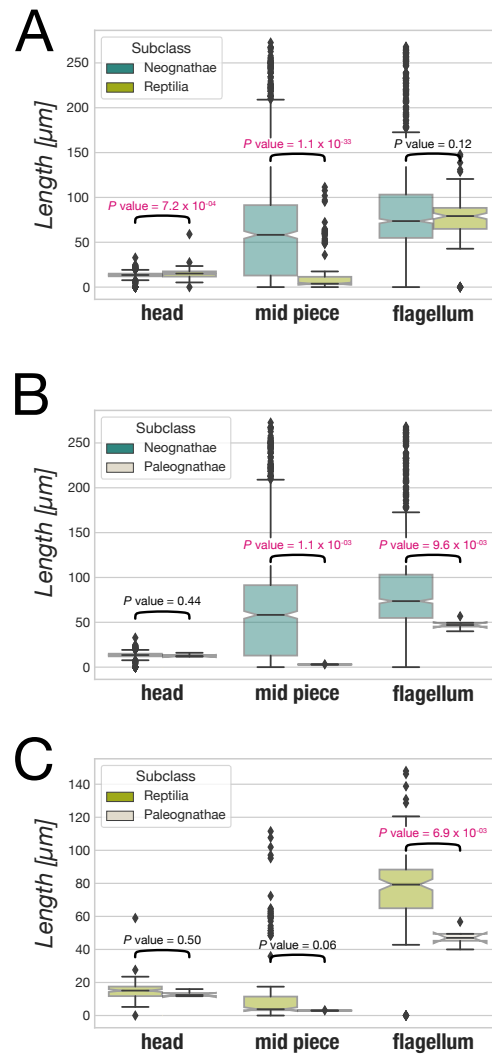 A
Length [µm]
250
200
150
100
50
0
Subclass
Neognathae
Reptilia
P value = 7.2 x 10⁻⁰⁴
P value = 1.1 x 10⁻³³
P value = 0.12
head mid piece flagellum
B
Length [µm]
250
200
150
100
50
0
Subclass
Neognathae
Paleognathae
P value = 0.44
P value = 1.1 x 10⁻⁰³
P value = 9.6 x 10⁻⁰³
head mid piece flagellum
C
Length [µm]
140
120
100
80
60
40
20
0
Subclass
Reptilia
Paleognathae
P value = 0.50
P value = 0.06
P value = 6.9 x 10⁻⁰³
head mid piece flagellum